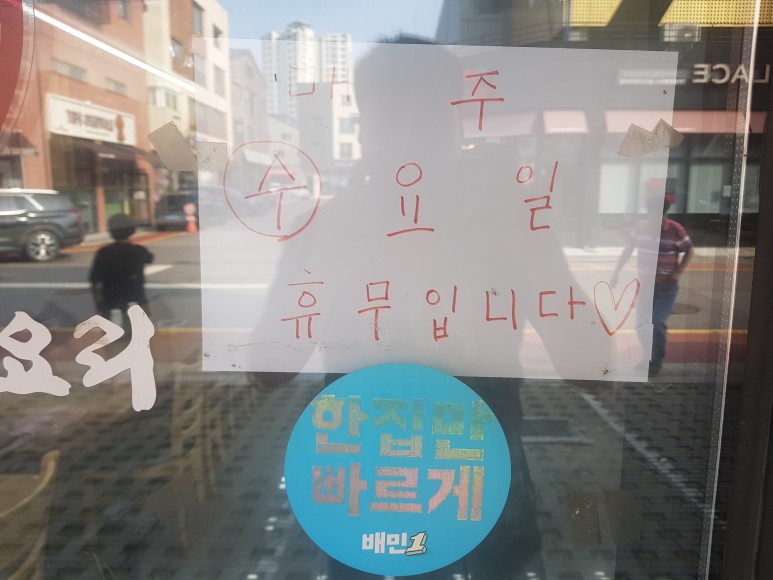 매 주
수 요 일
휴 무 입 니 다 ♡
요리
한집만
빠르게
배민1
LACE